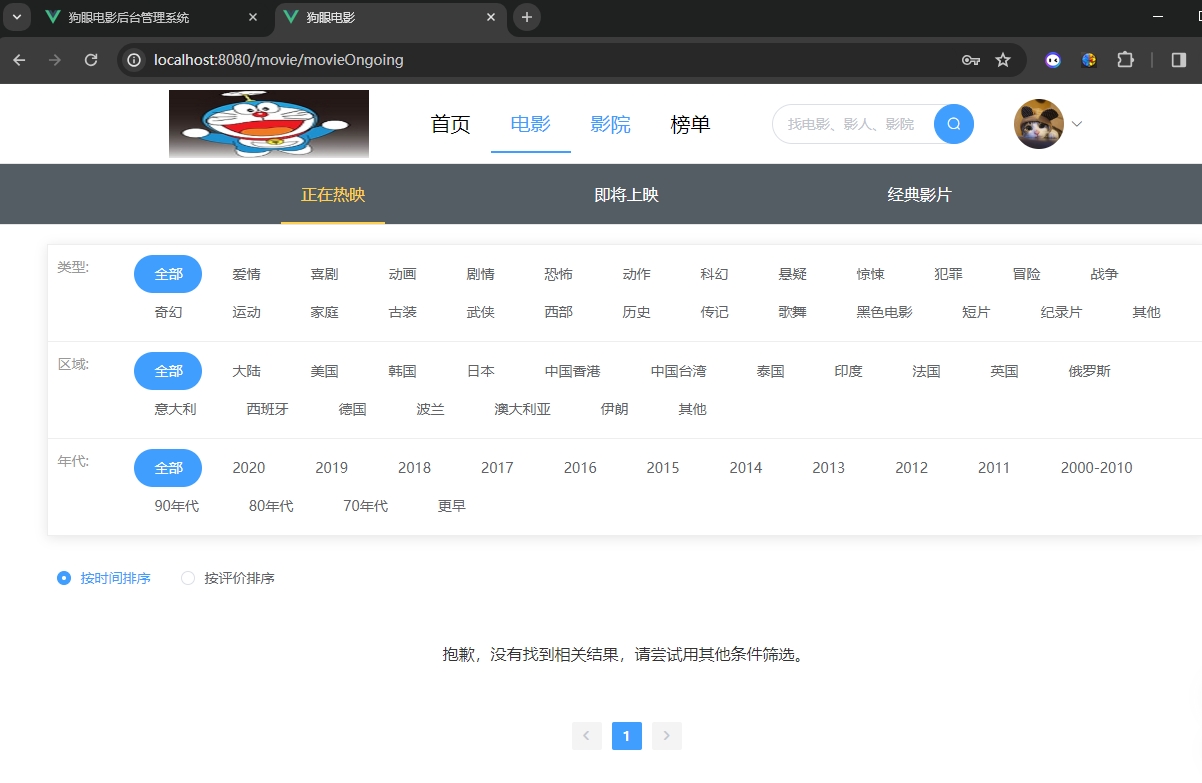 狗眼电影后台管理系统 狗眼电影
localhost:8080/movie/movieOngoing
首页 电影 影院 榜单 找电影、影人、影院
正在热映 即将上映 经典影片
类型: 全部 爱情 喜剧 动画 剧情 恐怖 动作 科幻 悬疑 惊悚 犯罪 冒险 战争
奇幻 运动 家庭 古装 武侠 西部 历史 传记 歌舞 黑色电影 短片 纪录片 其他
区域: 全部 大陆 美国 韩国 日本 中国香港 中国台湾 泰国 印度 法国 英国 俄罗斯
意大利 西班牙 德国 波兰 澳大利亚 伊朗 其他
年代: 全部 2020 2019 2018 2017 2016 2015 2014 2013 2012 2011 2000-2010
90年代 80年代 70年代 更早
按时间排序 按评价排序
抱歉，没有找到相关结果，请尝试用其他条件筛选。
1